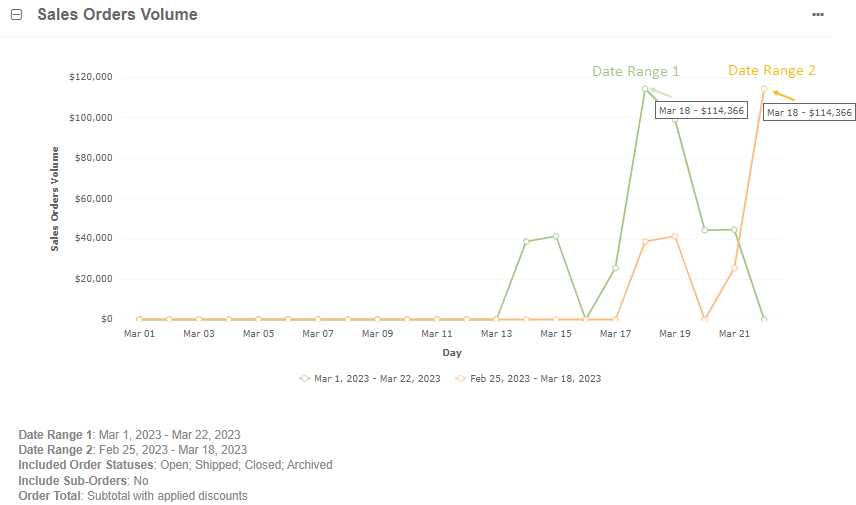 Sales Orders Volume
Date Range 1
Date Range 2
$120,000
$100,000
$80,000
$60,000
$40,000
$20,000
$0
Sales Orders Volume
Mar 18 - $114,366
Mar 18 - $114,366
Mar 01 Mar 03 Mar 05 Mar 07 Mar 09 Mar 11 Mar 13 Mar 15 Mar 17 Mar 19 Mar 21
Day
Mar 1, 2023 - Mar 22, 2023 Feb 25, 2023 - Mar 18, 2023
Date Range 1: Mar 1, 2023 - Mar 22, 2023
Date Range 2: Feb 25, 2023 - Mar 18, 2023
Included Order Statuses: Open; Shipped; Closed; Archived
Include Sub-Orders: No
Order Total: Subtotal with applied discounts